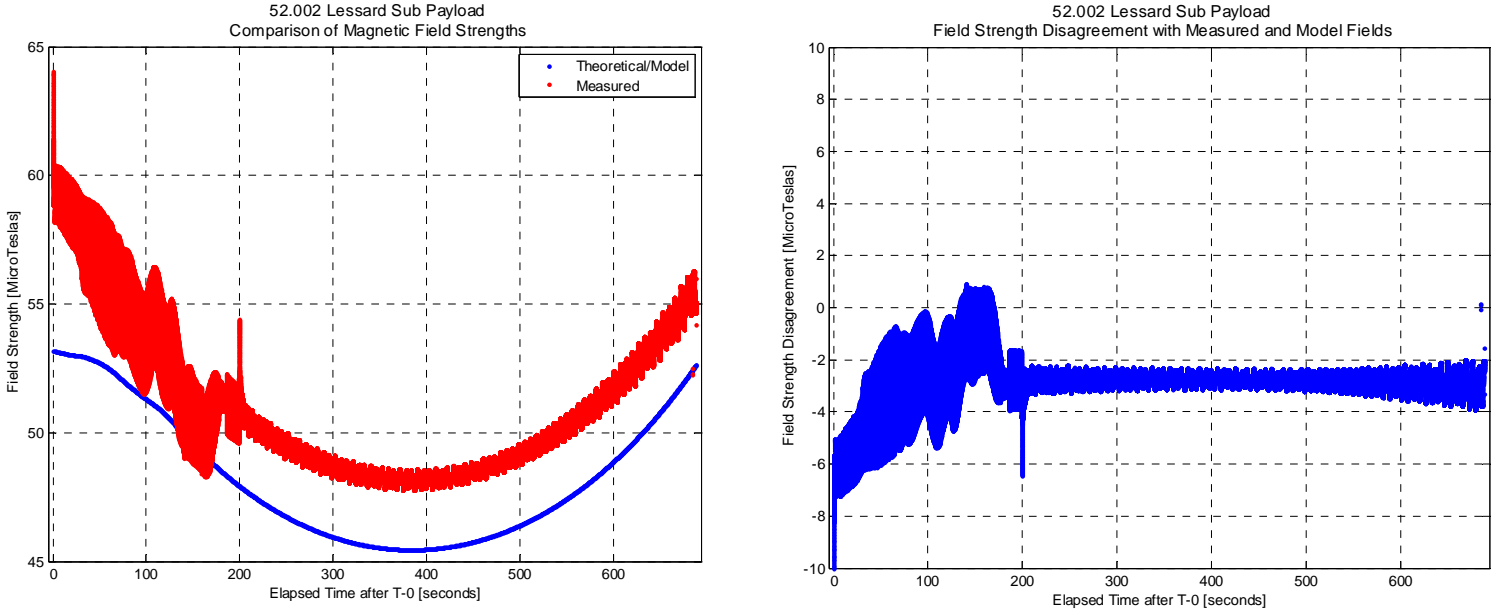 52.002 Lessard Sub Payload
Comparison of Magnetic Field Strengths
65
60
55
50
45
Field Strength [MicroTeslas]
Theoretical/Model
Measured
0 100 200 300 400 500 600
Elapsed Time after T-0 [seconds]
52.002 Lessard Sub Payload
Field Strength Disagreement with Measured and Model Fields
10
8
6
4
2
0
-2
-4
-6
-8
-10
Field Strength Disagreement [MicroTeslas]
0 100 200 300 400 500 600
Elapsed Time after T-0 [seconds]